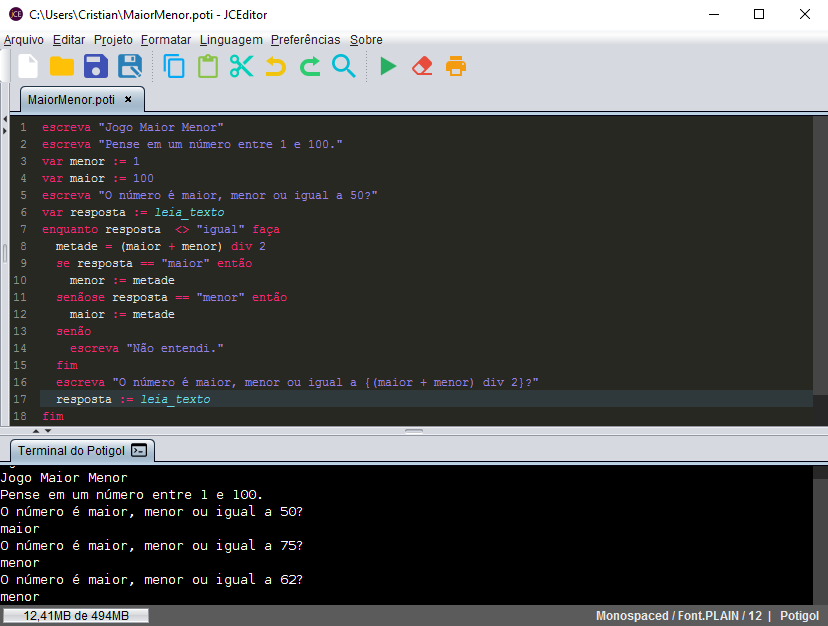 C:\Users\Cristian\MaiorMenor.poti - JCEditor
Arquivo Editar Projeto Formatar Linguagem Preferências Sobre
MaiorMenor.poti ×
1 escreva "Jogo Maior Menor"
2 escreva "Pense em um número entre 1 e 100."
3 var menor := 1
4 var maior := 100
5 escreva "O número é maior, menor ou igual a 50?"
6 var resposta := leia_texto
7 enquanto resposta <> "igual" faça
8 metade = (maior + menor) div 2
9 se resposta == "maior" então
10 menor := metade
11 senãose resposta == "menor" então
12 maior := metade
13 senão
14 escreva "Não entendi."
15 fim
16 escreva "O número é maior, menor ou igual a {(maior + menor) div 2}?"
17 resposta := leia_texto
18 fim
Terminal do Potigol
Jogo Maior Menor
Pense em um número entre 1 e 100.
O número é maior, menor ou igual a 50?
maior
O número é maior, menor ou igual a 75?
menor
O número é maior, menor ou igual a 62?
menor
12,41MB de 494MB
Monospaced / Font.PLAIN / 12 | Potigol